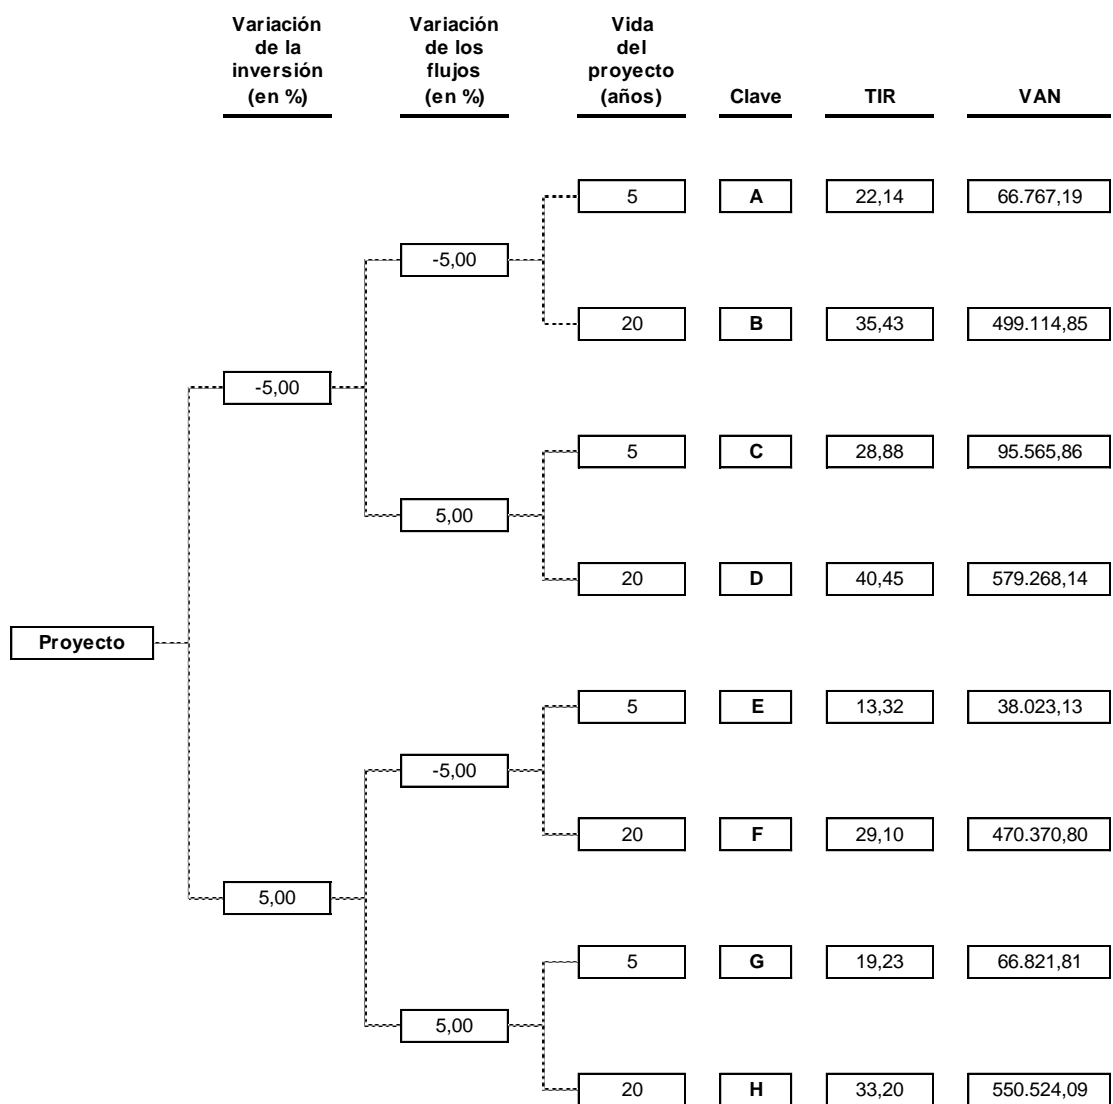 Variación de la inversión (en %)
Variación de los flujos (en %)
Vida del proyecto (años)
Clave
TIR
VAN
5 A 22,14 66.767,19
-5,00
20 B 35,43 499.114,85
-5,00
5 C 28,88 95.565,86
5,00
20 D 40,45 579.268,14
Proyecto
5 E 13,32 38.023,13
-5,00
20 F 29,10 470.370,80
5,00
5 G 19,23 66.821,81
5,00
20 H 33,20 550.524,09